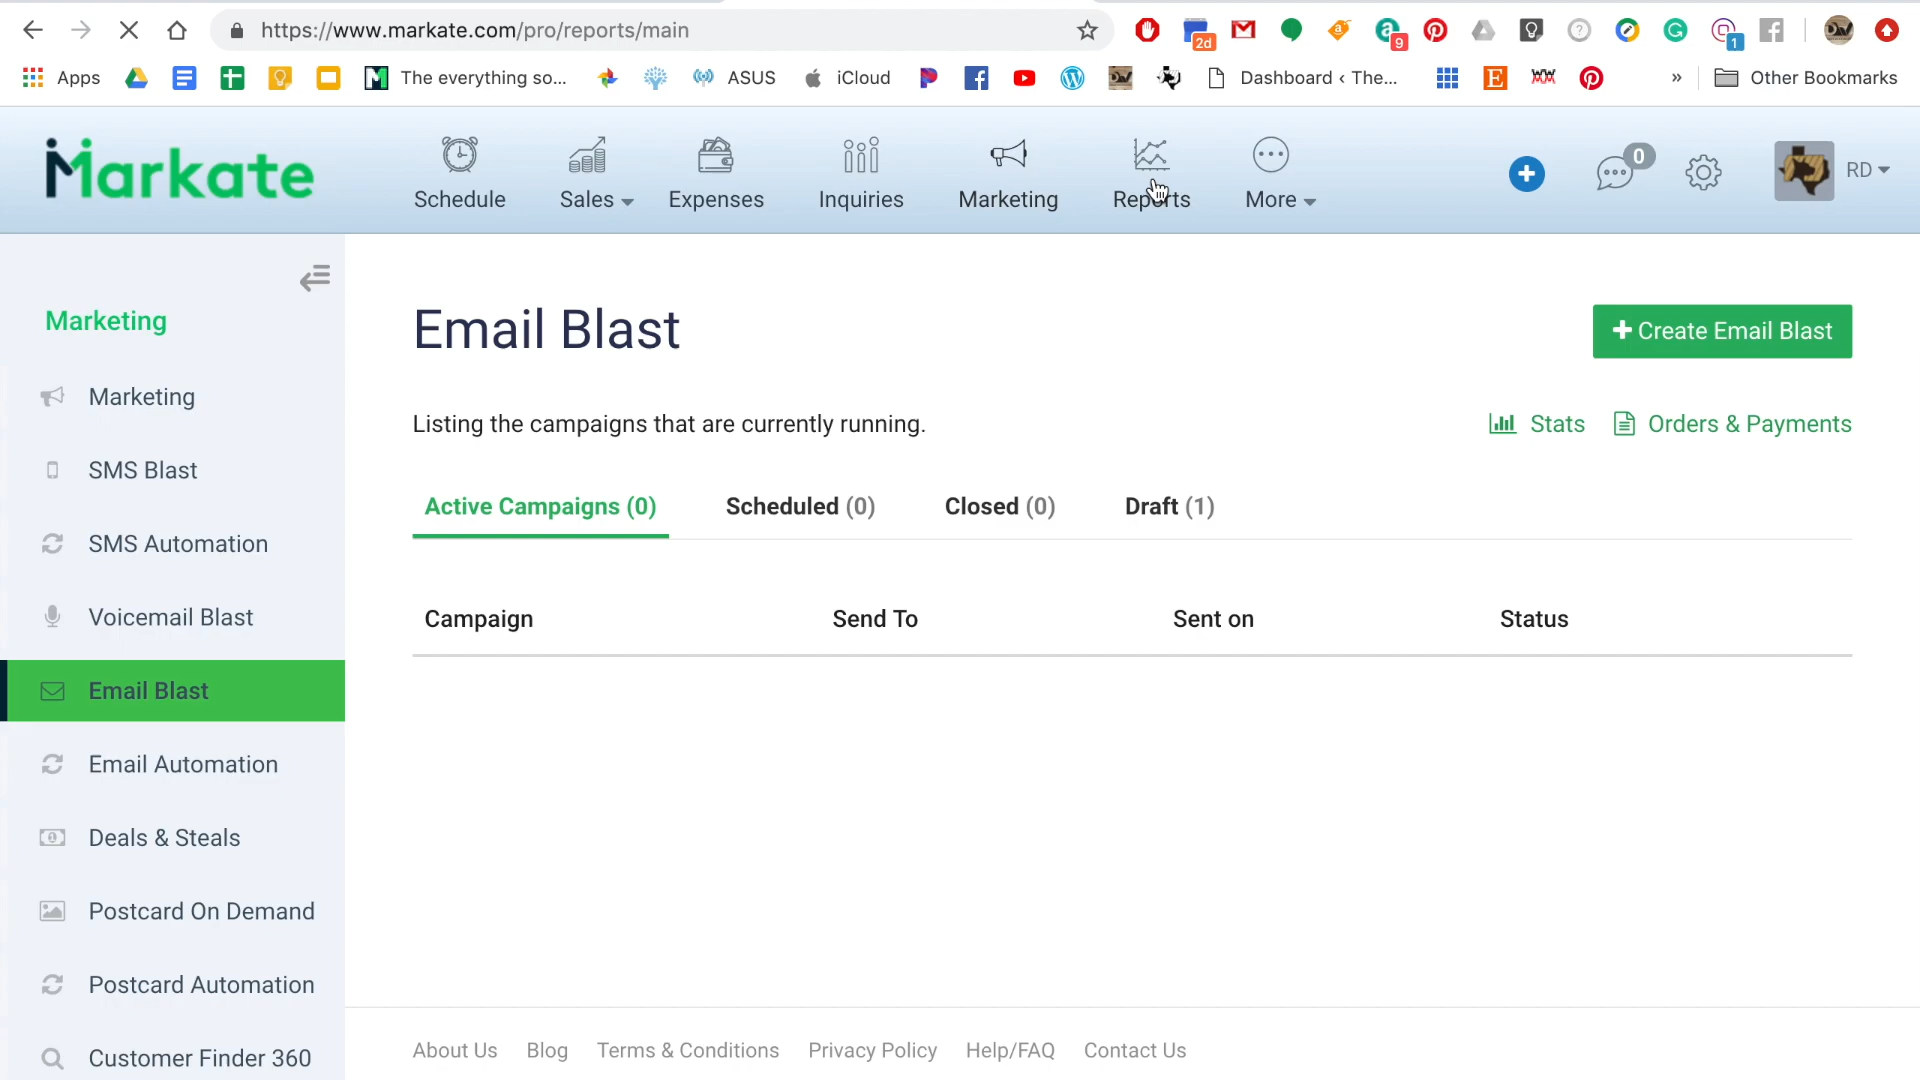 https://www.markate.com/pro/reports/main
2d
9
1
Apps
The everything so...
ASUS
iCloud
Dashboard ‹ The...
»
Other Bookmarks
Markate
Schedule
Sales
Expenses
Inquiries
Marketing
Reports
More
0
RD
Marketing
Marketing
SMS Blast
SMS Automation
Voicemail Blast
Email Blast
Email Automation
Deals & Steals
Postcard On Demand
Postcard Automation
Customer Finder 360
Email Blast
Create Email Blast
Listing the campaigns that are currently running.
Stats
Orders & Payments
Active Campaigns (0)
Scheduled (0)
Closed (0)
Draft (1)
Campaign
Send To
Sent on
Status
About Us
Blog
Terms & Conditions
Privacy Policy
Help/FAQ
Contact Us